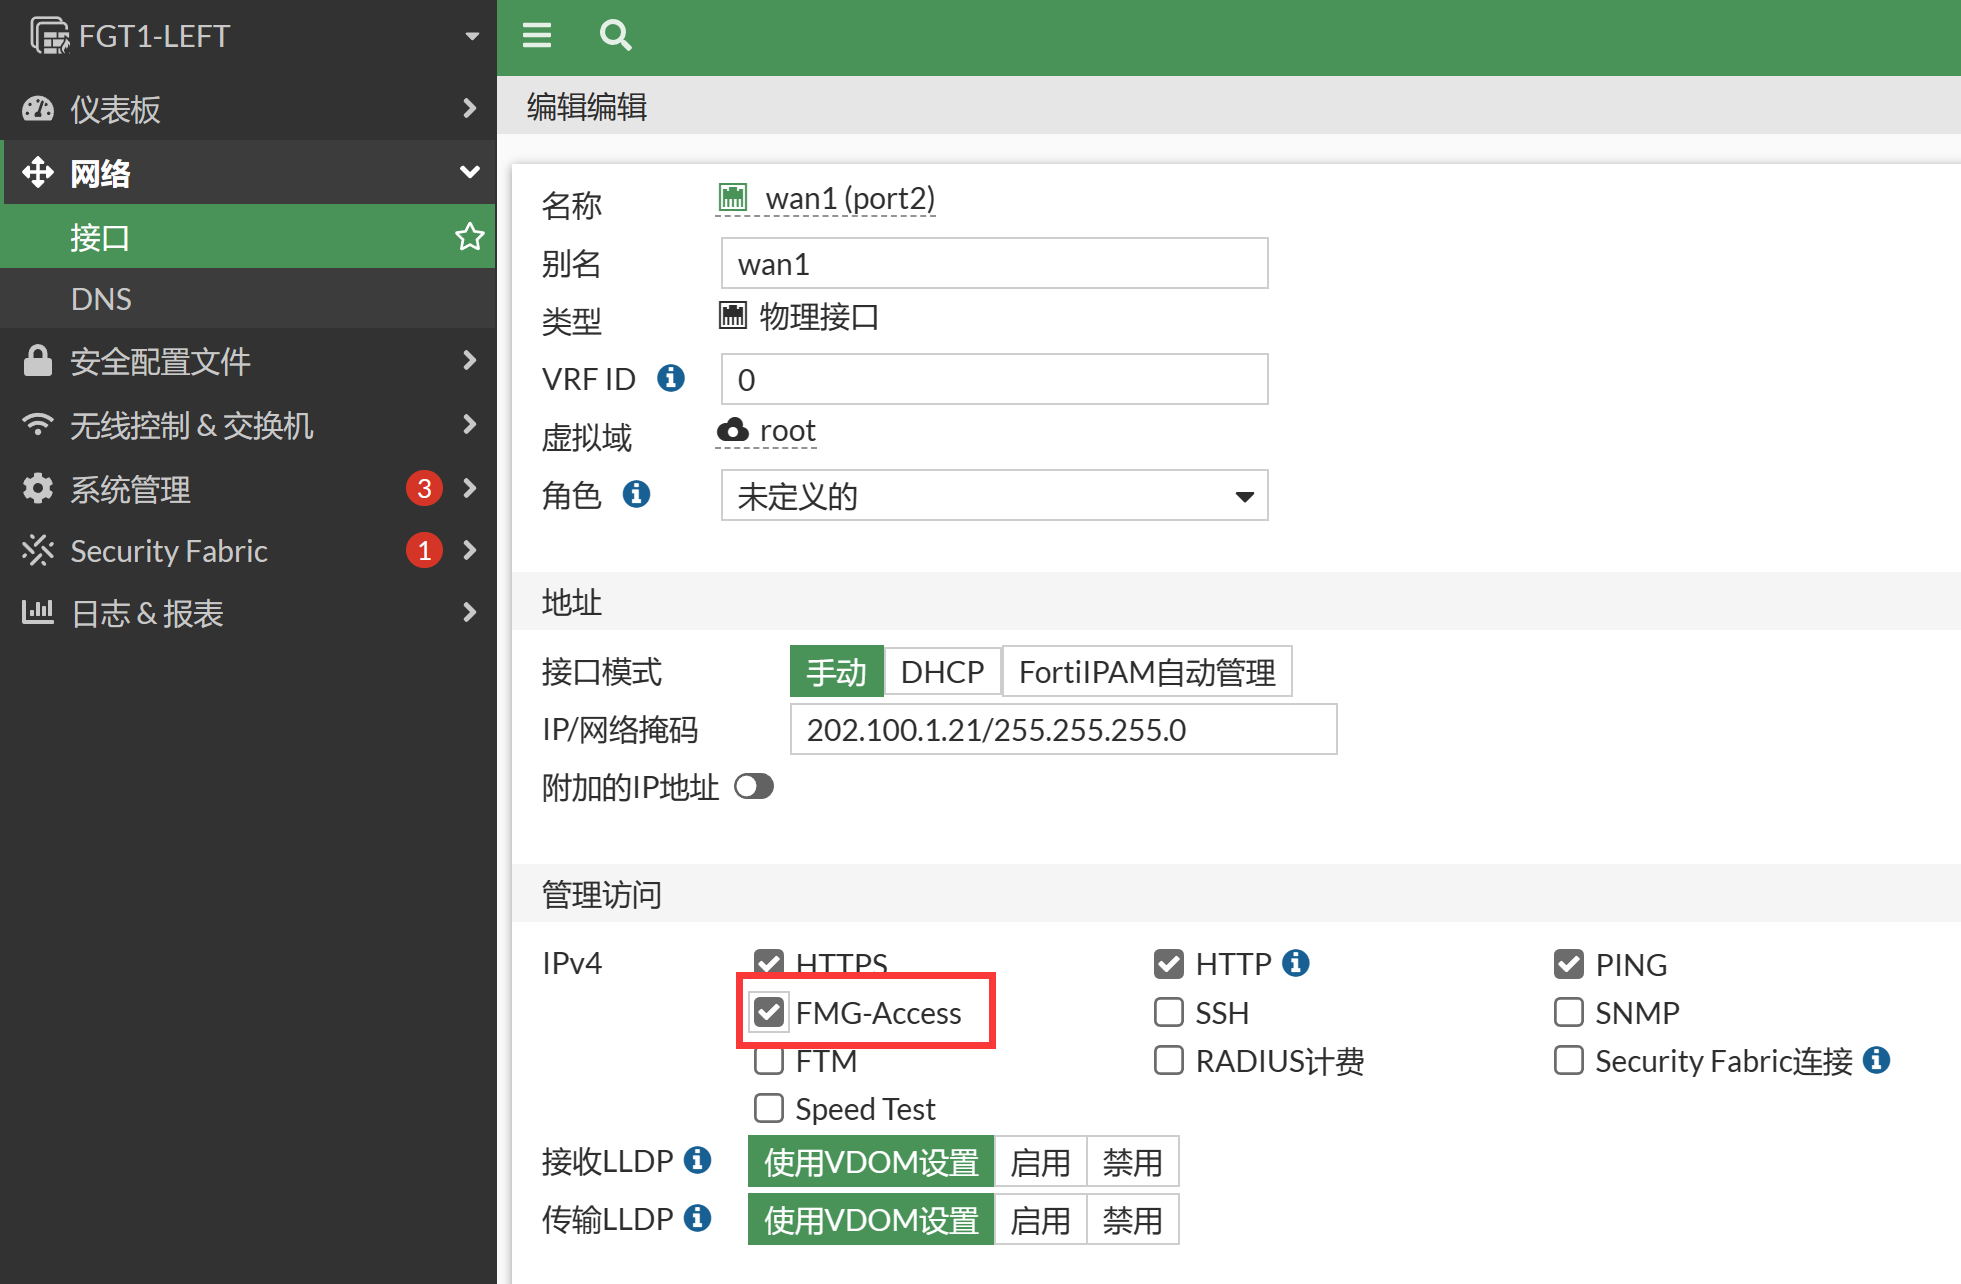 FGT1-LEFT
仪表板
网络
接口
DNS
安全配置文件
无线控制 & 交换机
系统管理 3
Security Fabric 1
日志 & 报表
编辑编辑
名称 wan1 (port2)
别名 wan1
类型 物理接口
VRF ID 0
虚拟域 root
角色 未定义的
地址
接口模式 手动 DHCP FortiIPAM自动管理
IP/网络掩码 202.100.1.21/255.255.255.0
附加的IP地址
管理访问
IPv4 HTTPS HTTP PING
FMG-Access SSH SNMP
FTM RADIUS计费 Security Fabric连接
Speed Test
接收LLDP 使用VDOM设置 启用 禁用
传输LLDP 使用VDOM设置 启用 禁用